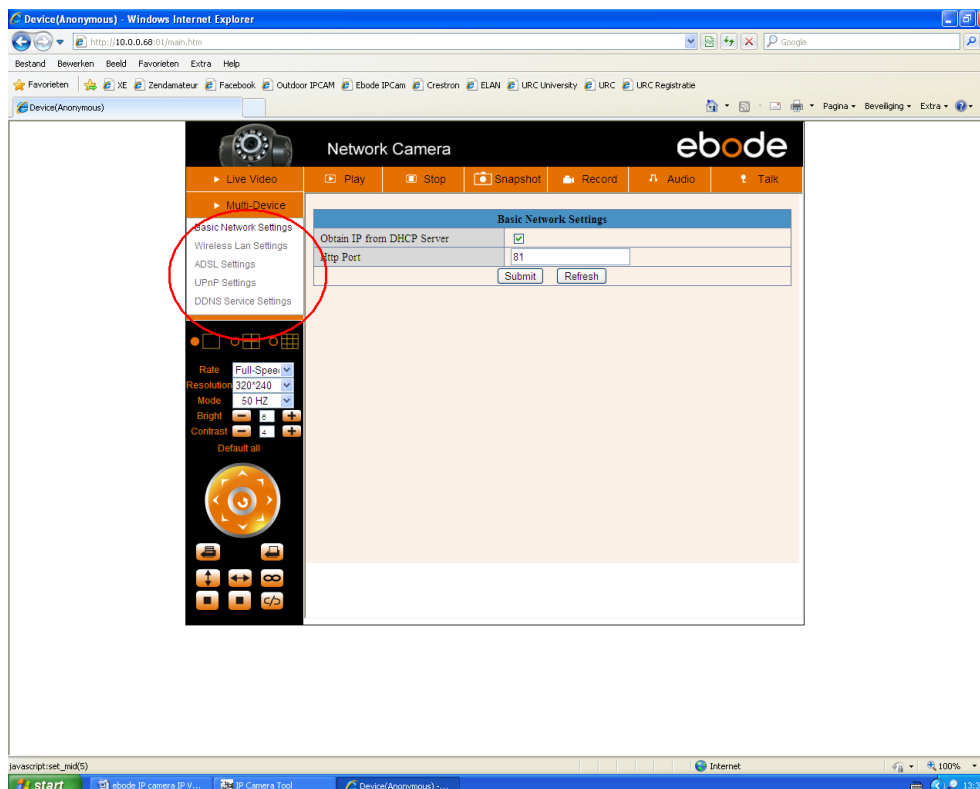 Device(Anonymous) - Windows Internet Explorer
http://10.0.0.68:81/main.htm
Google
Bestand Bewerken Beeld Favorieten Extra Help
Favorieten XE Zendamateur Facebook Outdoor IPCAM Ebode IPCam Crestron ELAN URC University URC URC Registratie
Device(Anonymous)
Pagina Beveiliging Extra
Network Camera
ebode
Live Video Play Stop Snapshot Record Audio Talk
Multi-Device
Basic Network Settings
Wireless Lan Settings
ADSL Settings
UPnP Settings
DDNS Service Settings
Basic Network Settings
Obtain IP from DHCP Server
Http Port 81
Submit Refresh
Rate Full-Spee
Resolution 320*240
Mode 50 HZ
Bright 6
Contrast 4
Default all
javascript:set_mid(5)
Internet
100%
start
ebode IP camera IP V...
IP Camera Tool
Device(Anonymous) -...